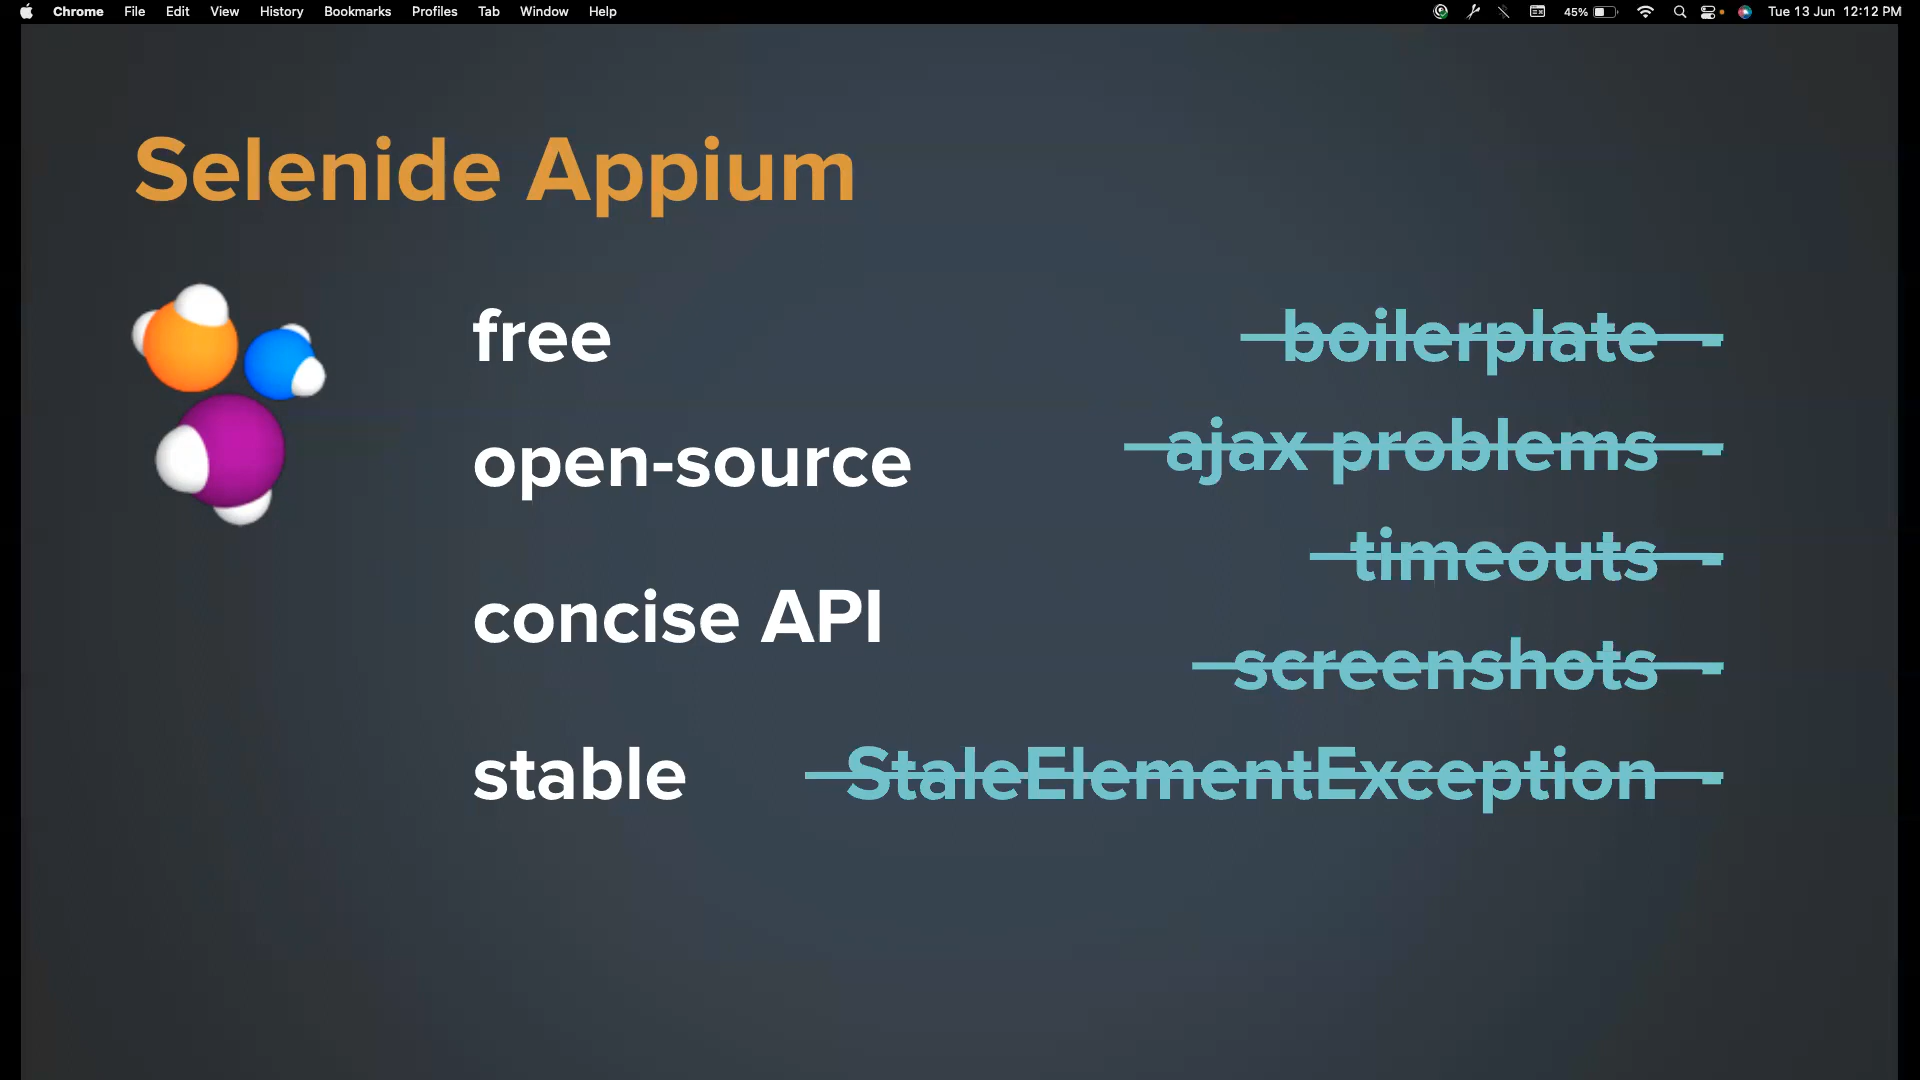 Chrome File Edit View History Bookmarks Profiles Tab Window Help 45% Tue 13 Jun 12:12 PM
Selenide Appium
free
open-source
concise API
stable
boilerplate -
ajax problems -
timeouts -
screenshots -
StaleElementException -